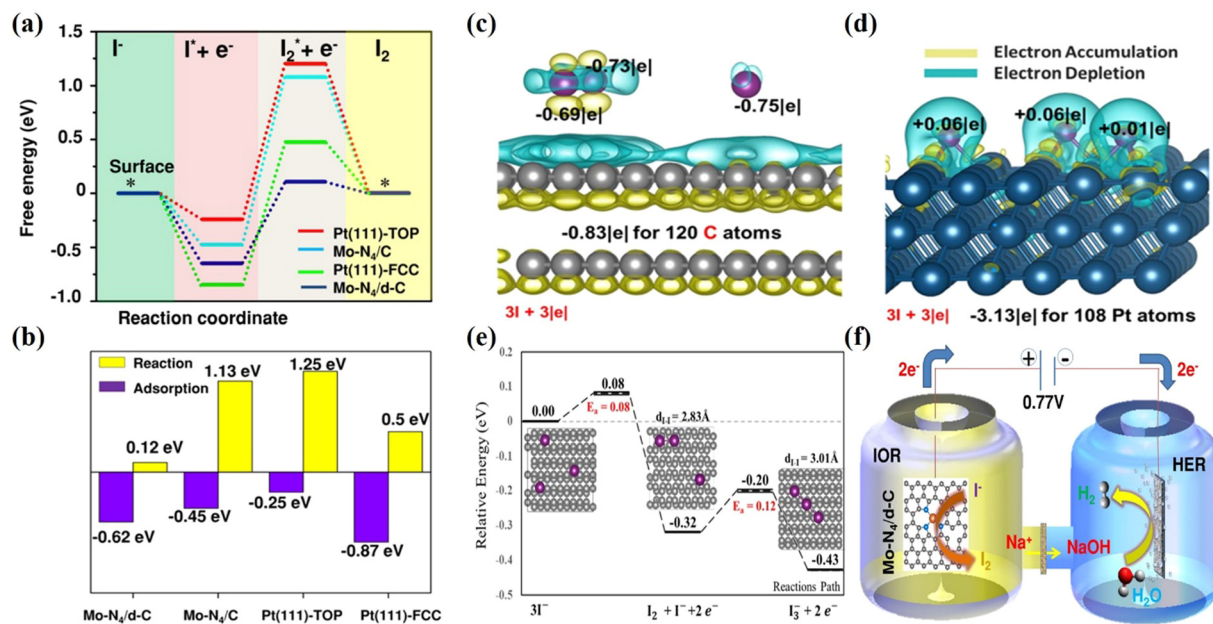 (a)
1.5
1.0
0.5
0
-0.5
-1.0
Free energy (eV)
I⁻
I* + e⁻
I₂* + e⁻
I₂
Surface
*
*
Pt(111)-TOP
Mo-N₄/C
Pt(111)-FCC
Mo-N₄/d-C
Reaction coordinate
(b)
Reaction
Adsorption
0.12 eV
1.13 eV
1.25 eV
0.5 eV
-0.62 eV
-0.45 eV
-0.25 eV
-0.87 eV
Mo-N₄/d-C
Mo-N₄/C
Pt(111)-TOP
Pt(111)-FCC
(c)
-0.73|e|
-0.69|e|
-0.75|e|
-0.83|e| for 120 C atoms
3I + 3|e|
(d)
Electron Accumulation
Electron Depletion
+0.06|e|
+0.06|e|
+0.01|e|
3I + 3|e|
-3.13|e| for 108 Pt atoms
(e)
0.2
0.1
0
-0.1
-0.2
-0.3
-0.4
-0.5
Relative Energy (eV)
0.00
0.08
Eₐ = 0.08
d_I-I = 2.83Å
-0.32
-0.20
Eₐ = 0.12
d_I-I = 3.01Å
-0.43
Reactions Path
3I⁻
I₂ + I⁻ +2 e⁻
I₃⁻ + 2 e⁻
(f)
2e⁻
+
-
2e⁻
0.77V
IOR
HER
Mo-N₄/d-C
I⁻
I₂
Na⁺
NaOH
H₂
H₂O